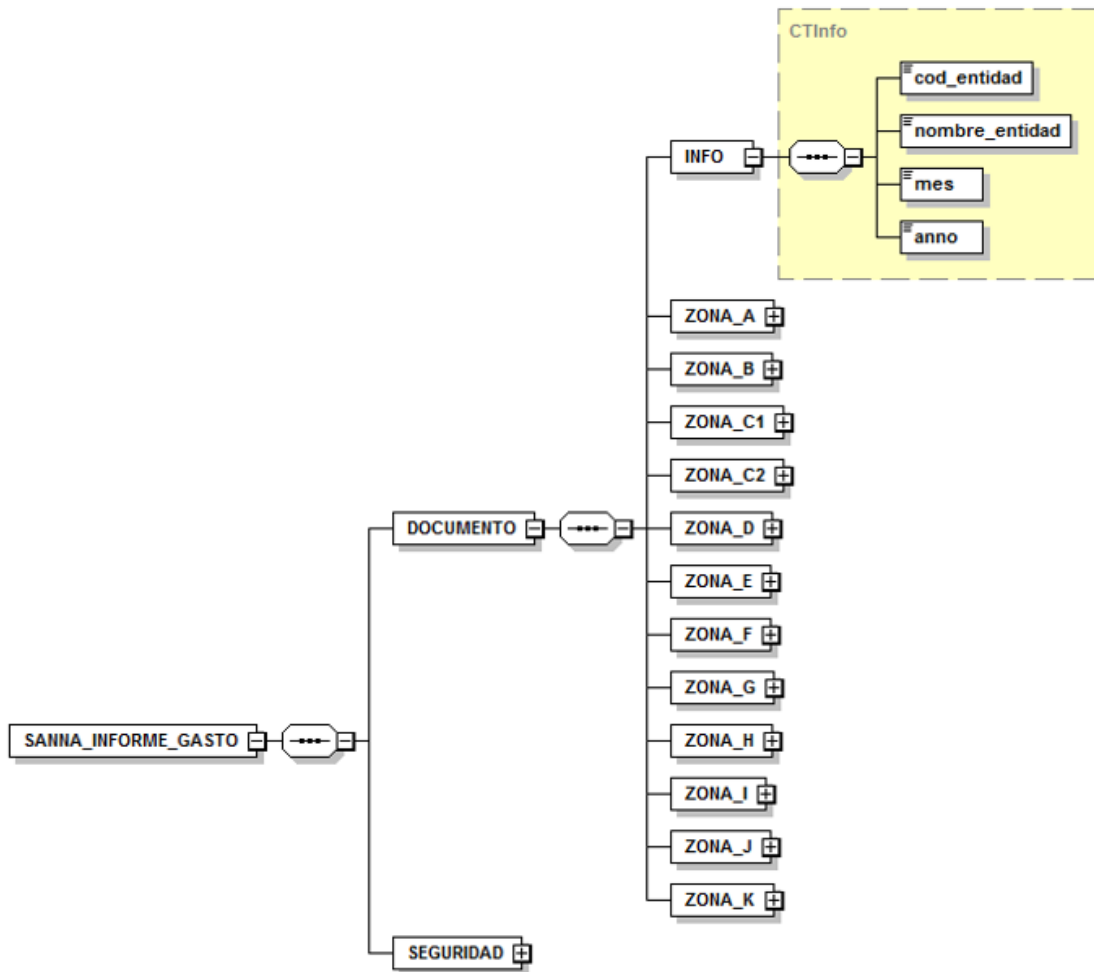 CTInfo
cod_entidad
nombre_entidad
INFO
mes
anno
ZONA_A
ZONA_B
ZONA_C1
ZONA_C2
DOCUMENTO
ZONA_D
ZONA_E
ZONA_F
ZONA_G
SANNA_INFORME_GASTO
ZONA_H
ZONA_I
ZONA_J
ZONA_K
SEGURIDAD